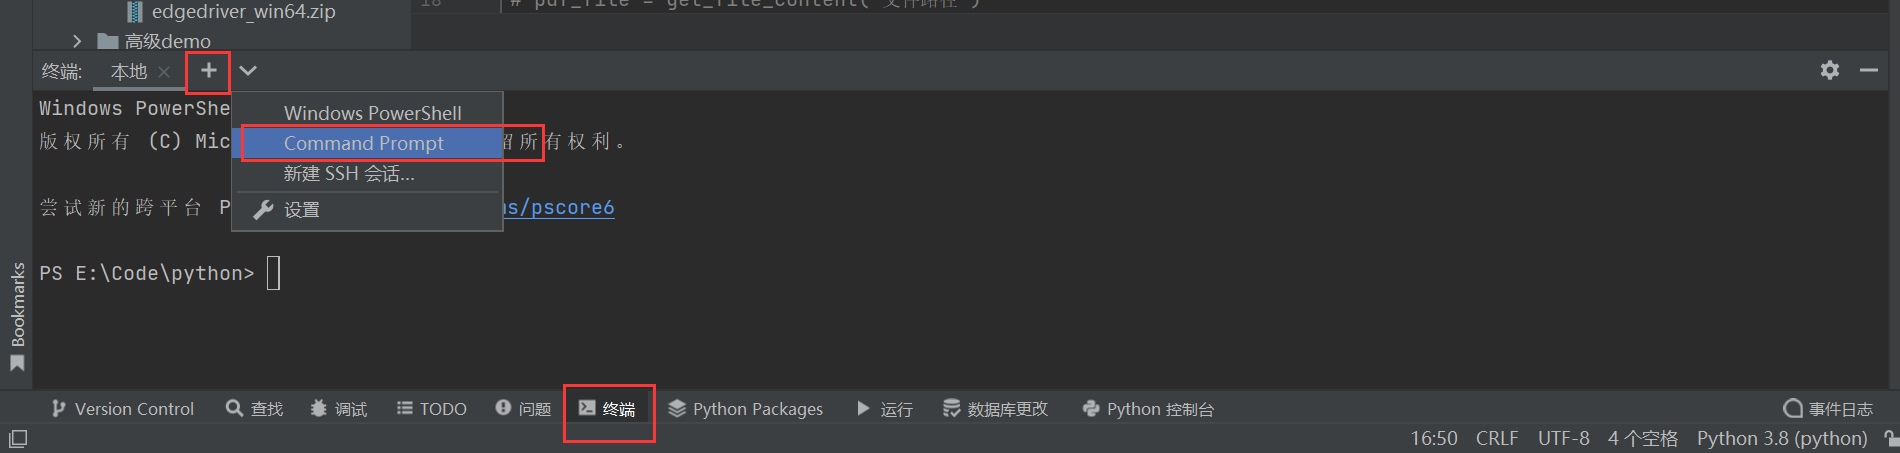 edgedriver_win64.zip
高级demo
18 # pdf_file = get_file_content('文件路径')
终端: 本地
Windows PowerShe
版权所有 (C) Mic 留所有权利。
Windows PowerShell
Command Prompt
新建 SSH 会话...
设置
尝试新的跨平台 P s/pscore6
PS E:\Code\python>
Bookmarks
Version Control 查找 调试 TODO 问题 终端 Python Packages 运行 数据库更改 Python 控制台 事件日志
16:50 CRLF UTF-8 4 个空格 Python 3.8 (python)